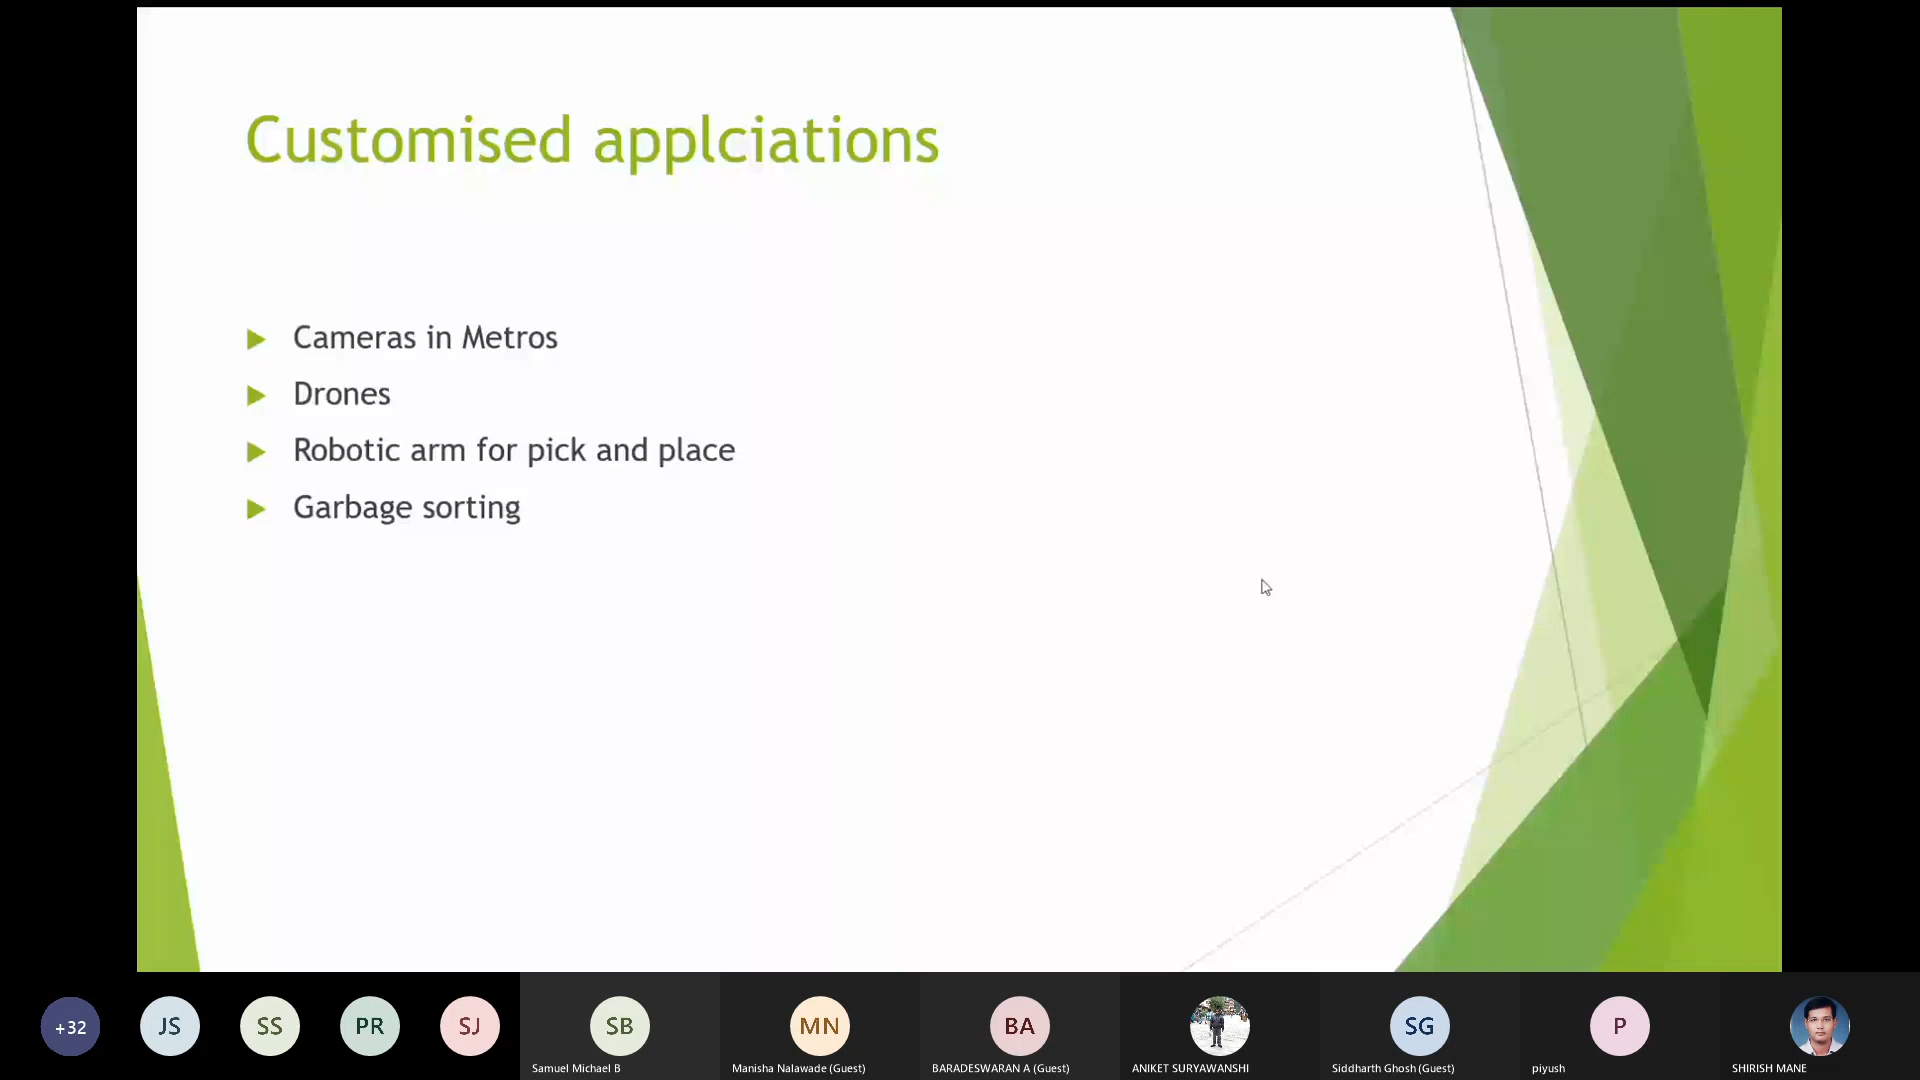 Customised applciations
Cameras in Metros
Drones
Robotic arm for pick and place
Garbage sorting
+32
JS
SS
PR
SJ
SB
MN
BA
SG
P
Samuel Michael B
Manisha Nalawade (Guest)
BARADESWARAN A (Guest)
ANIKET SURYAWANSHI
Siddharth Ghosh (Guest)
piyush
SHIRISH MANE